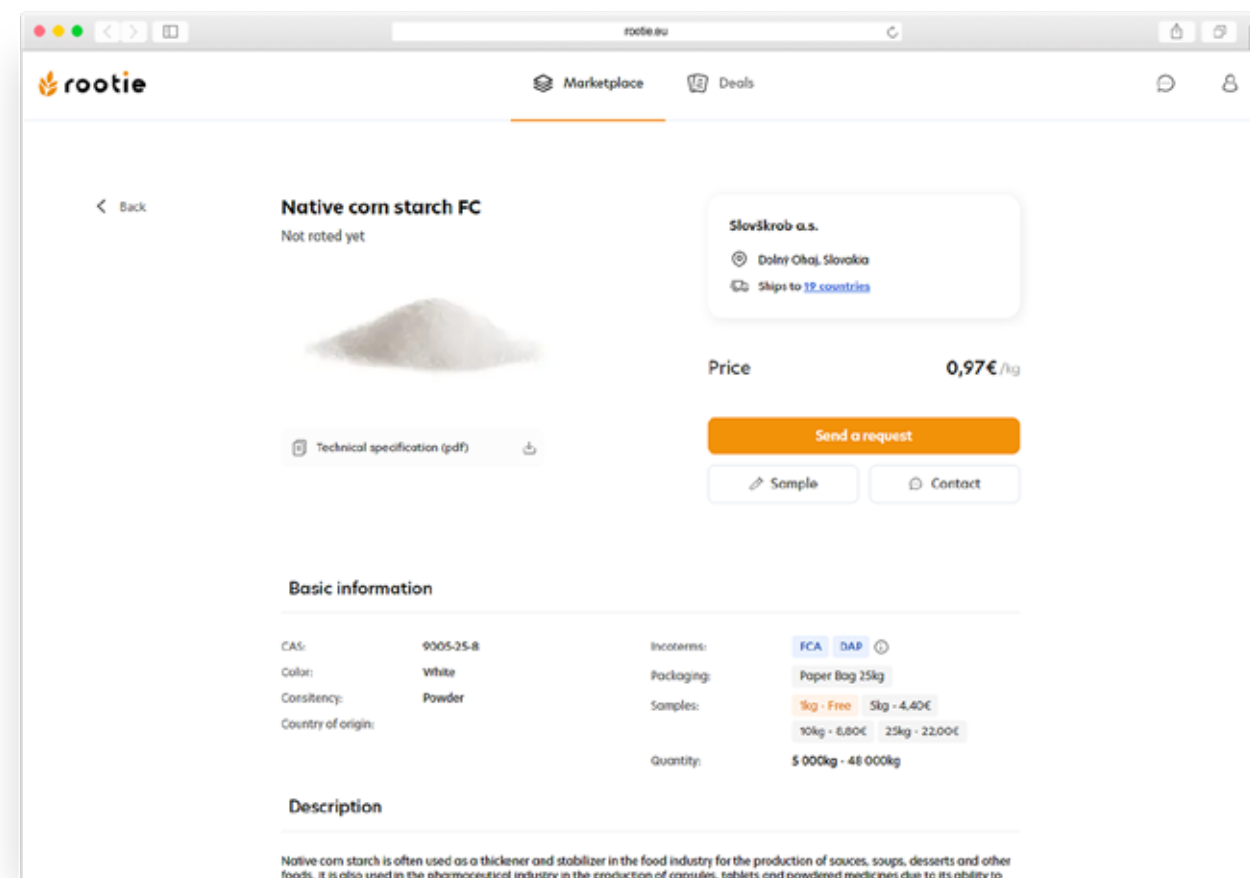 rootie.eu
rootie
Marketplace
Deals
Back
Native corn starch FC
Not rated yet
Slovškrob a.s.
Dolný Ohaj, Slovakia
Ships to 19 countries
Price
0,97€/kg
Technical specification (pdf)
Send a request
Sample
Contact
Basic information
CAS: 9005-25-8
Color: White
Consitency: Powder
Country of origin:
Incoterms: FCA DAP
Packaging: Paper Bag 25kg
Samples: 1kg - Free 5kg - 4,40€
10kg - 8,80€ 25kg - 22,00€
Quantity: 5 000kg - 48 000kg
Description
Native corn starch is often used as a thickener and stabilizer in the food industry for the production of sauces, soups, desserts and other
foods. It is also used in the pharmaceutical industry in the production of capsules, tablets and powdered medicines due to its ability to